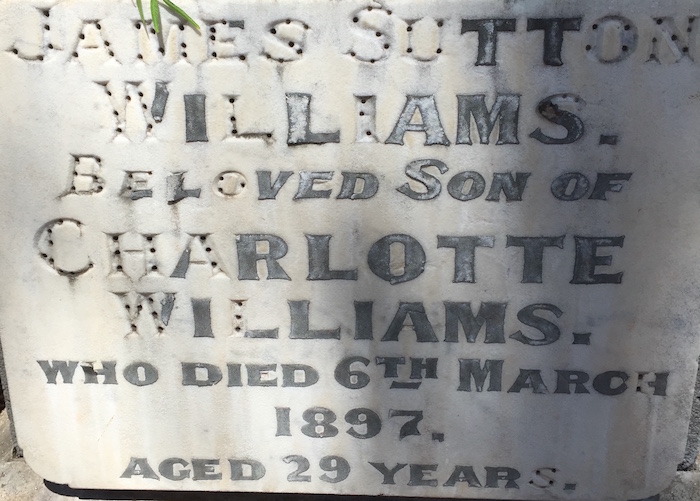 JAMES SUTTON
WILLIAMS.
BELOVED SON OF
CHARLOTTE
WILLIAMS.
WHO DIED 6TH MARCH
1897.
AGED 29 YEARS.